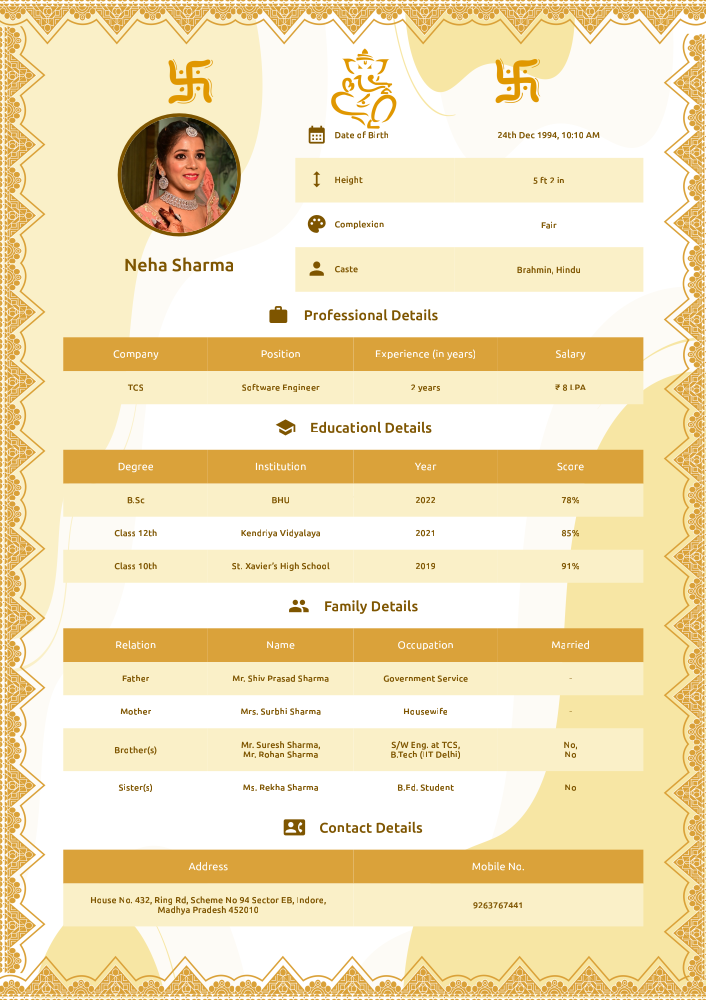 Date of Birth 24th Dec 1994, 10:10 AM
Height 5 ft 2 in
Complexion Fair
Caste Brahmin, Hindu
Neha Sharma
Professional Details
Company Position Experience (in years) Salary
TCS Software Engineer 2 years ₹ 8 LPA
Educationl Details
Degree Institution Year Score
B.Sc BHU 2022 78%
Class 12th Kendriya Vidyalaya 2021 85%
Class 10th St. Xavier's High School 2019 91%
Family Details
Relation Name Occupation Married
Father Mr. Shiv Prasad Sharma Government Service -
Mother Mrs. Surbhi Sharma Housewife -
Brother(s) Mr. Suresh Sharma, S/W Eng. at TCS, No,
Mr. Rohan Sharma B.Tech (IIT Delhi) No
Sister(s) Ms. Rekha Sharma B.Ed. Student No
Contact Details
Address Mobile No.
House No. 432, Ring Rd, Scheme No 94 Sector EB, Indore,
Madhya Pradesh 452010
9263767441